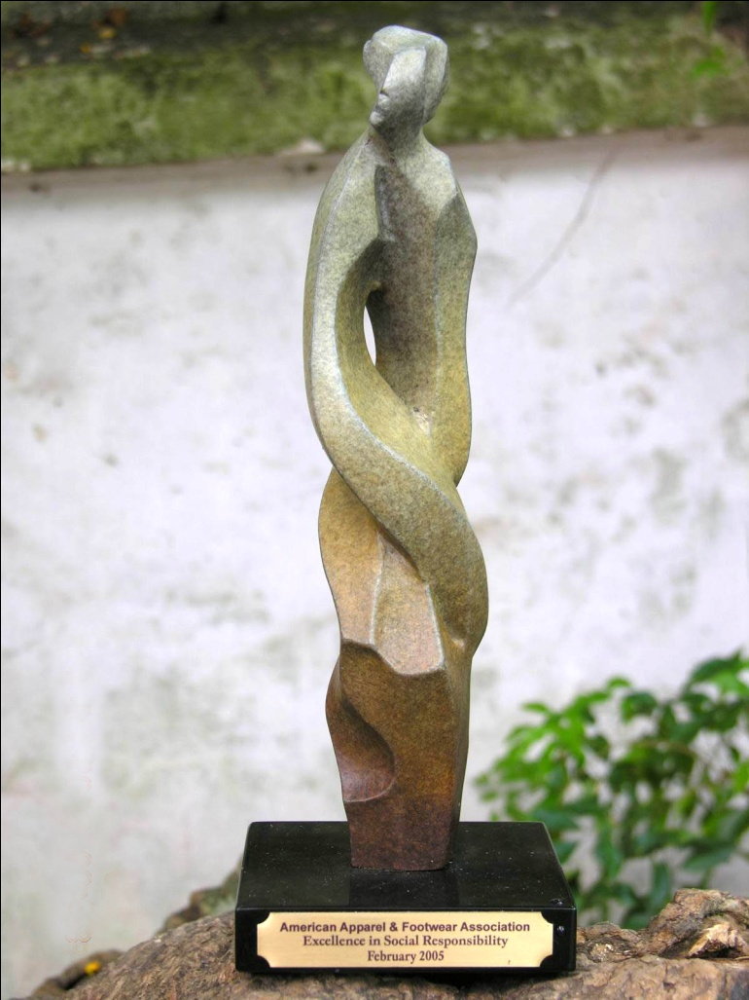 American Apparel & Footwear Association
Excellence in Social Responsibility
February 2005